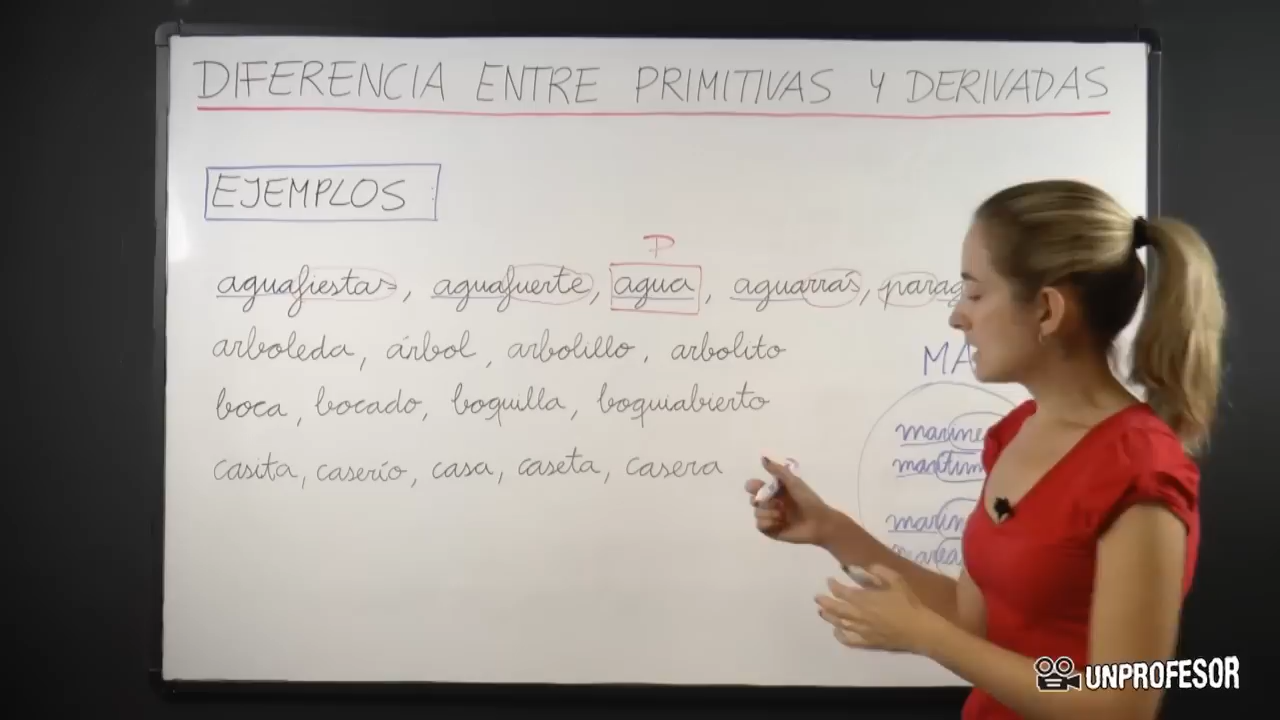 DIFERENCIA ENTRE PRIMITIVAS Y DERIVADAS
EJEMPLOS
P
aguafiestas, aguafuerte, agua, aguarrás,
arboleda, árbol, arbolillo, arbolito
boca, bocado, boquilla, boquiabierto
casita, caserío, casa, caseta, casera
UNPROFESOR